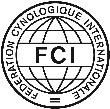 FEDERATION CYNOLOGIQUE INTERNATIONALE
FCI